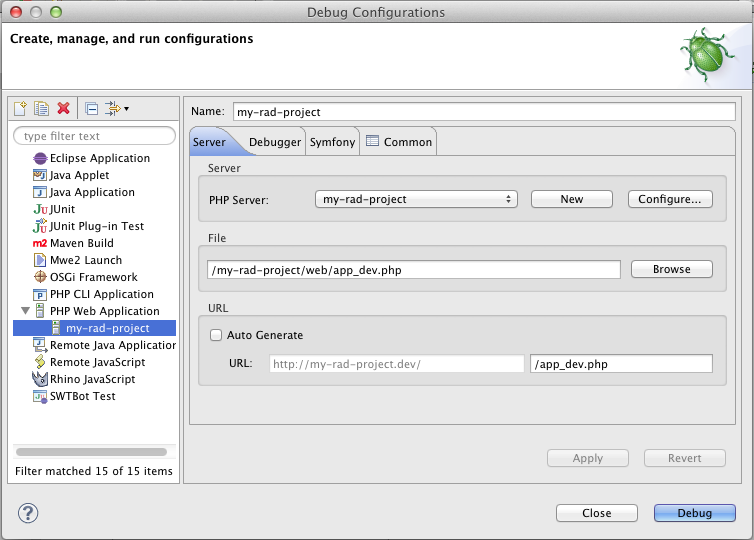 Debug Configurations
Create, manage, and run configurations
type filter text
Eclipse Application
Java Applet
Java Application
JUnit
JUnit Plug-in Test
Maven Build
Mwe2 Launch
OSGi Framework
PHP CLI Application
PHP Web Application
my-rad-project
Remote Java Application
Remote JavaScript
Rhino JavaScript
SWTBot Test
Filter matched 15 of 15 items
Name: my-rad-project
Server Debugger Symfony Common
Server
PHP Server: my-rad-project New Configure...
File
/my-rad-project/web/app_dev.php Browse
URL
Auto Generate
URL: http://my-rad-project.dev/ /app_dev.php
Apply Revert
? Close Debug